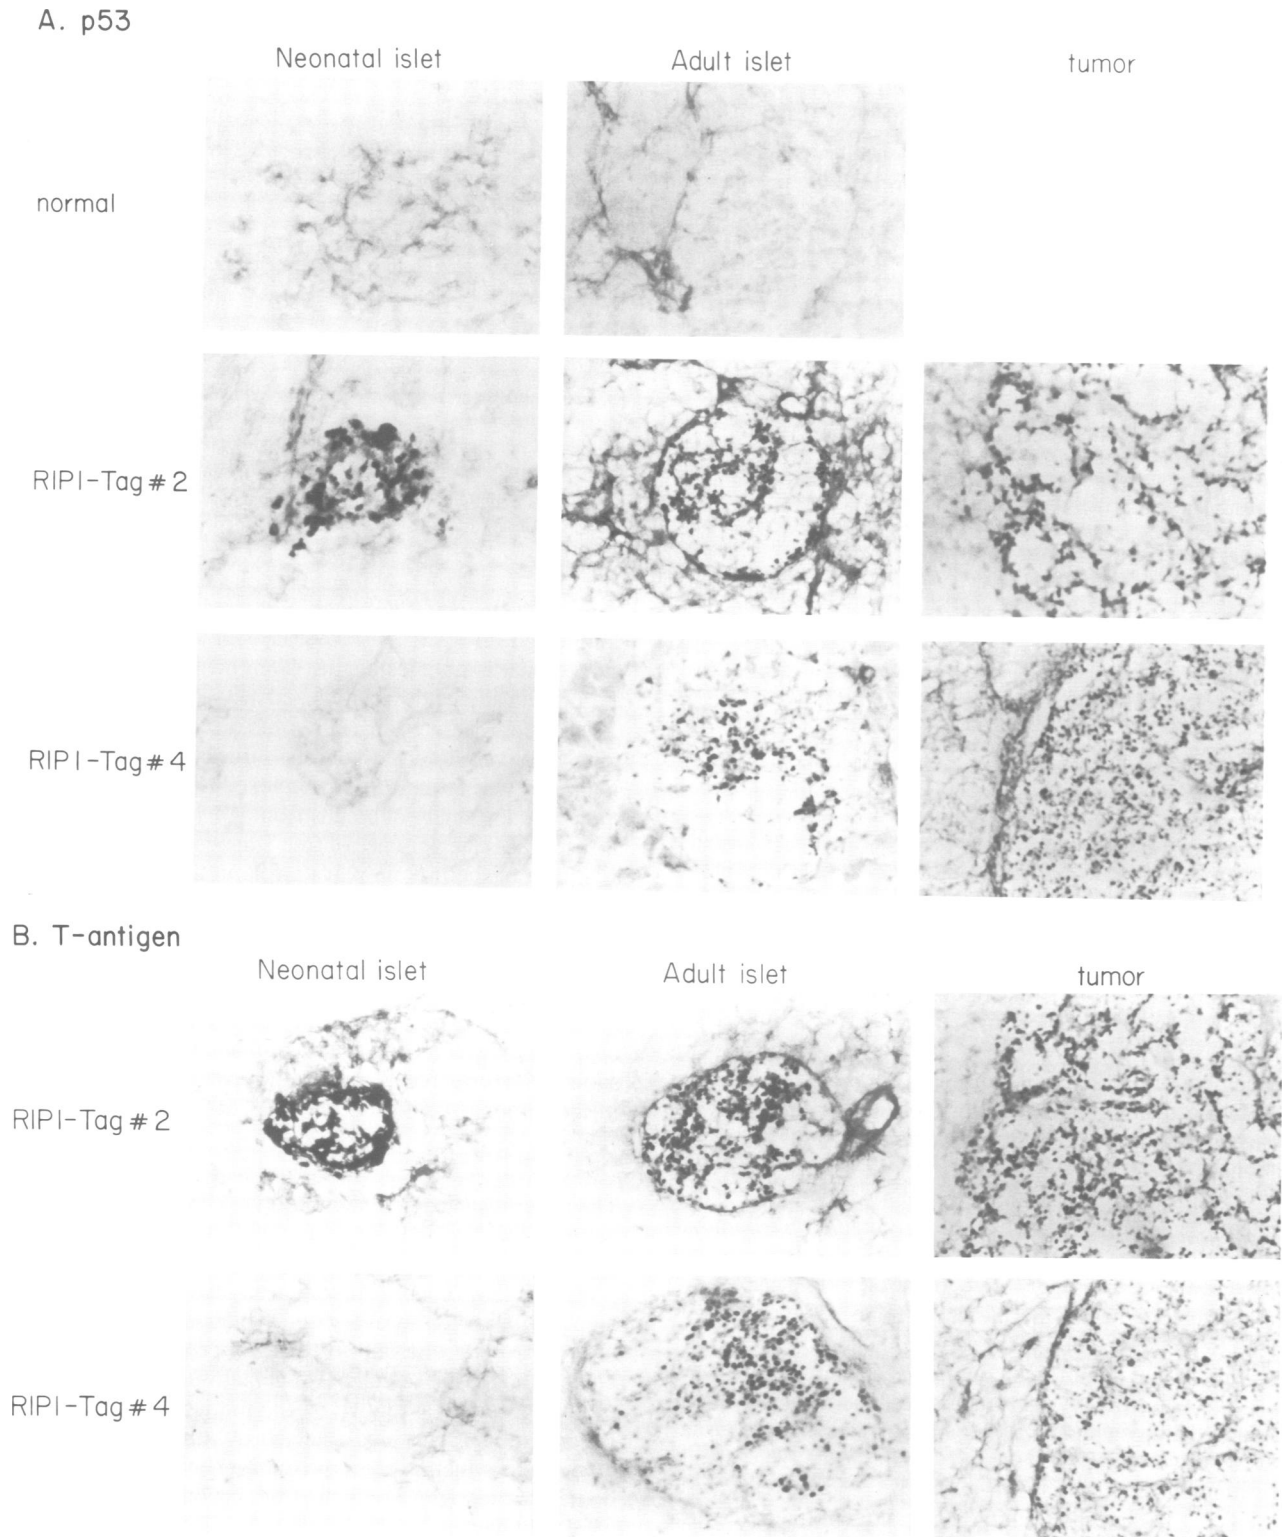 A. p53
Neonatal islet Adult islet tumor
normal
RIP1-Tag#2
RIP1-Tag#4
B. T-antigen
Neonatal islet Adult islet tumor
RIP1-Tag#2
RIP1-Tag#4